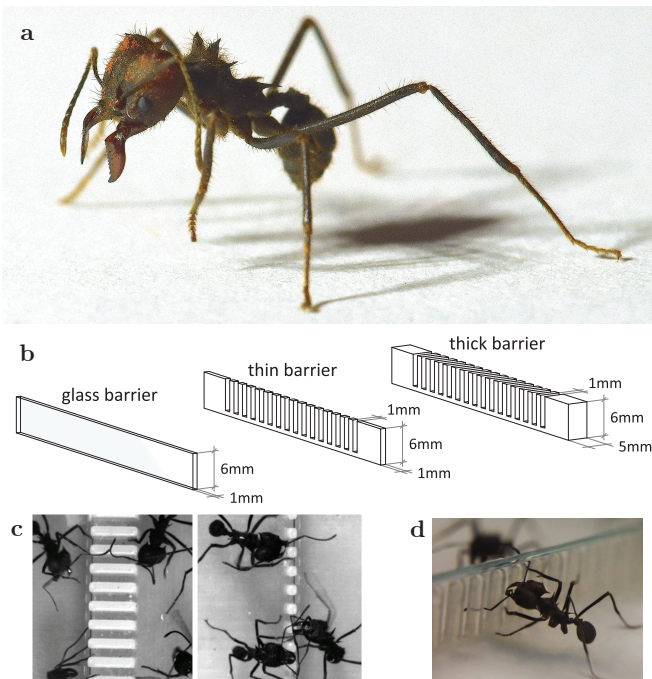 a
b
glass barrier
6mm
1mm
thin barrier
1mm
6mm
1mm
thick barrier
1mm
6mm
5mm
c
d